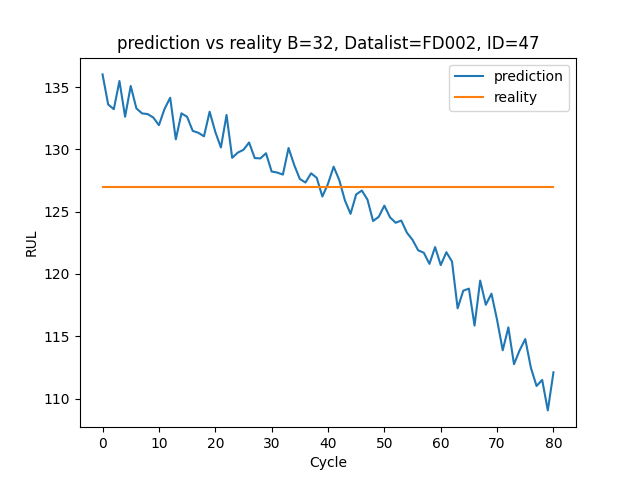 prediction vs reality B=32, Datalist=FD002, ID=47
prediction
reality
RUL
135
130
125
120
115
110
0 10 20 30 40 50 60 70 80
Cycle